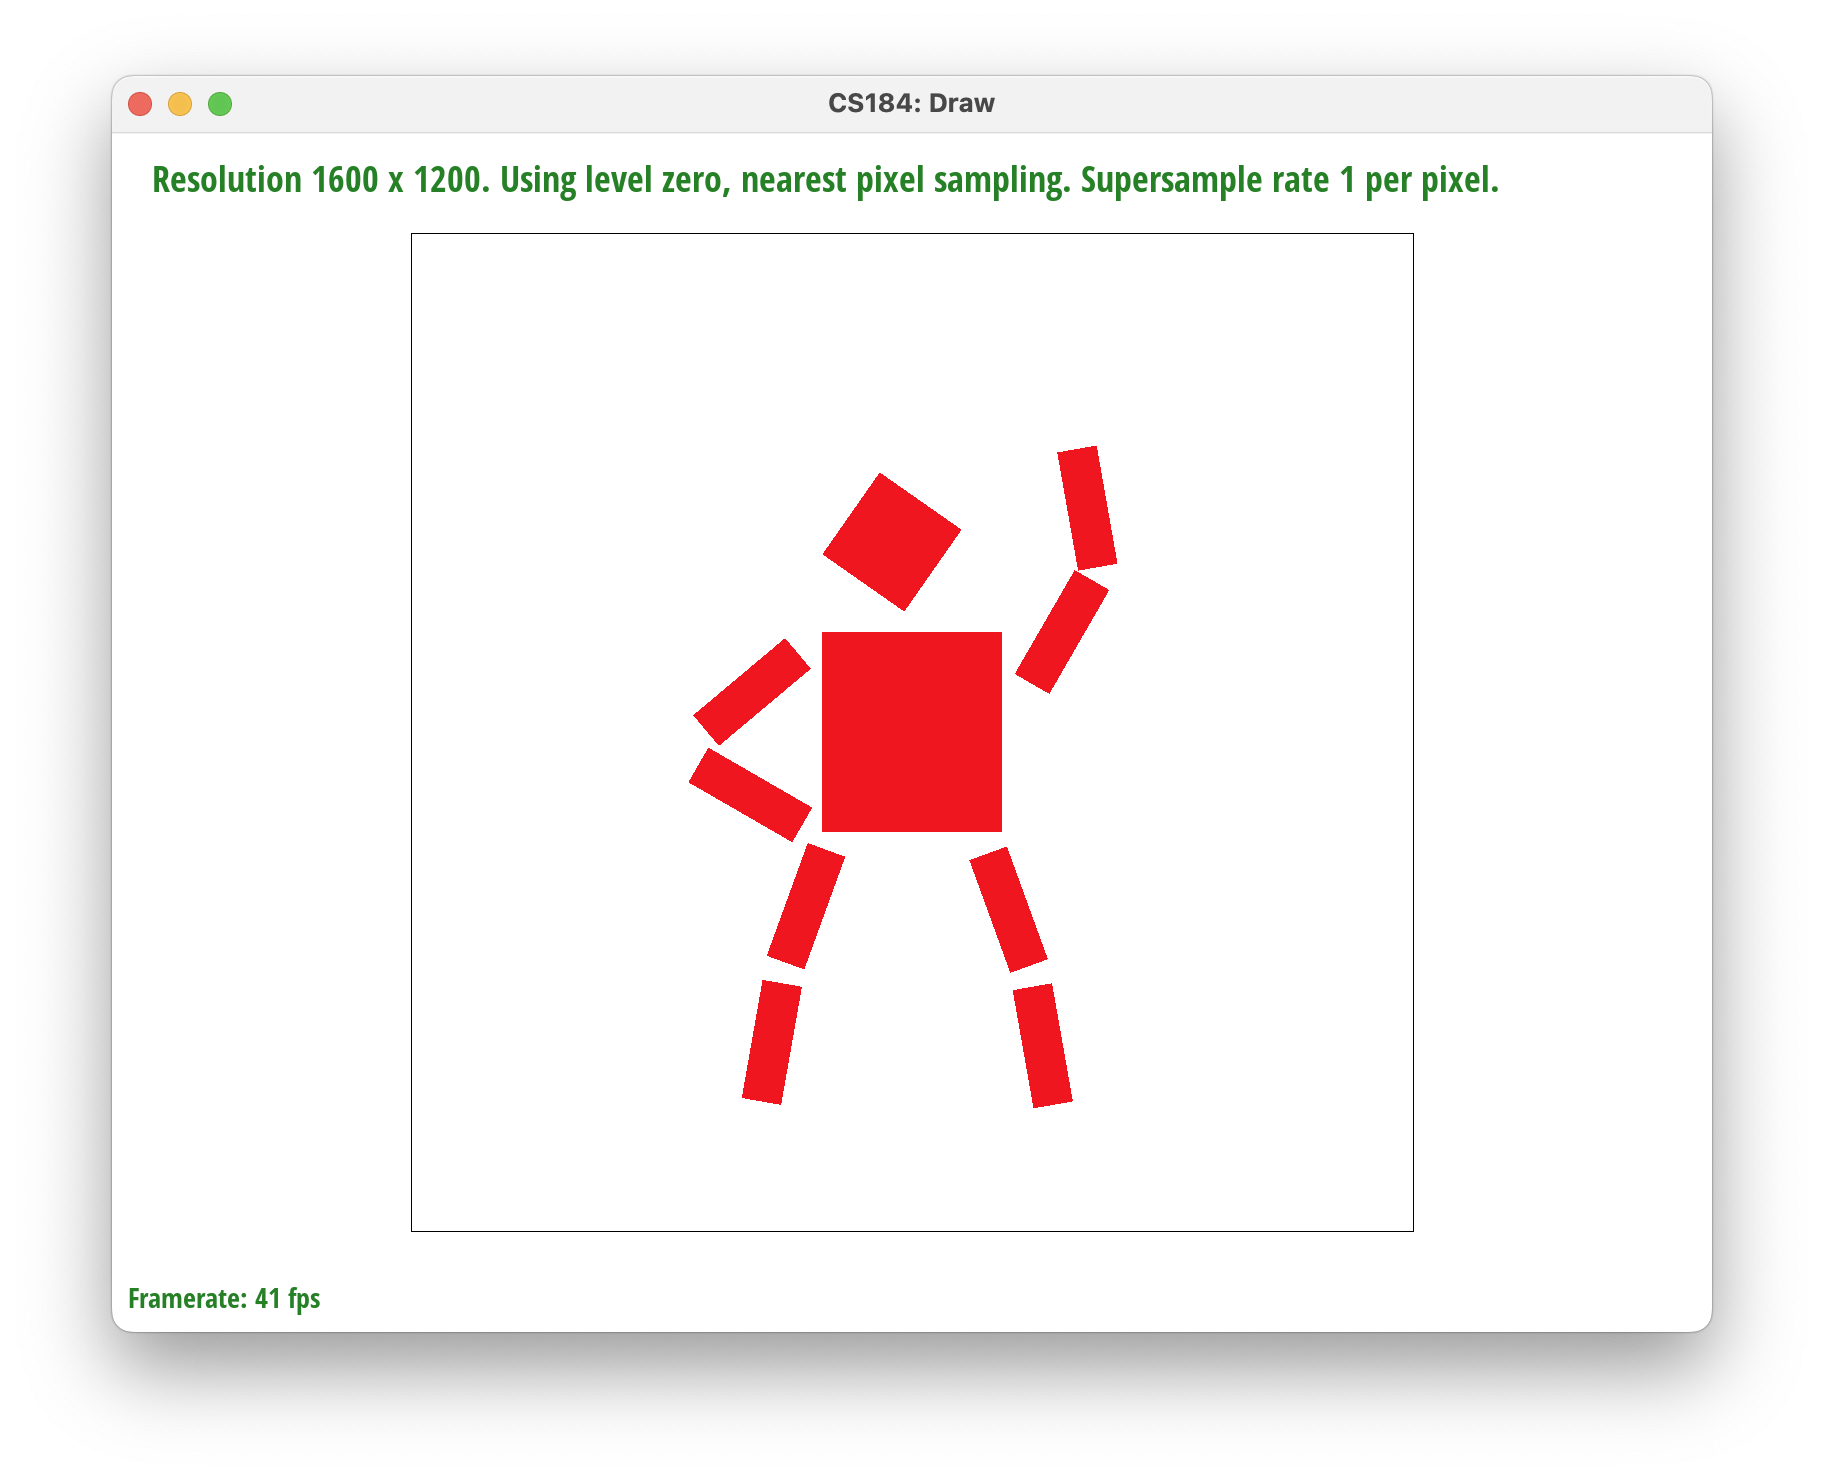 CS184: Draw
Resolution 1600 x 1200. Using level zero, nearest pixel sampling. Supersample rate 1 per pixel.
Framerate: 41 fps